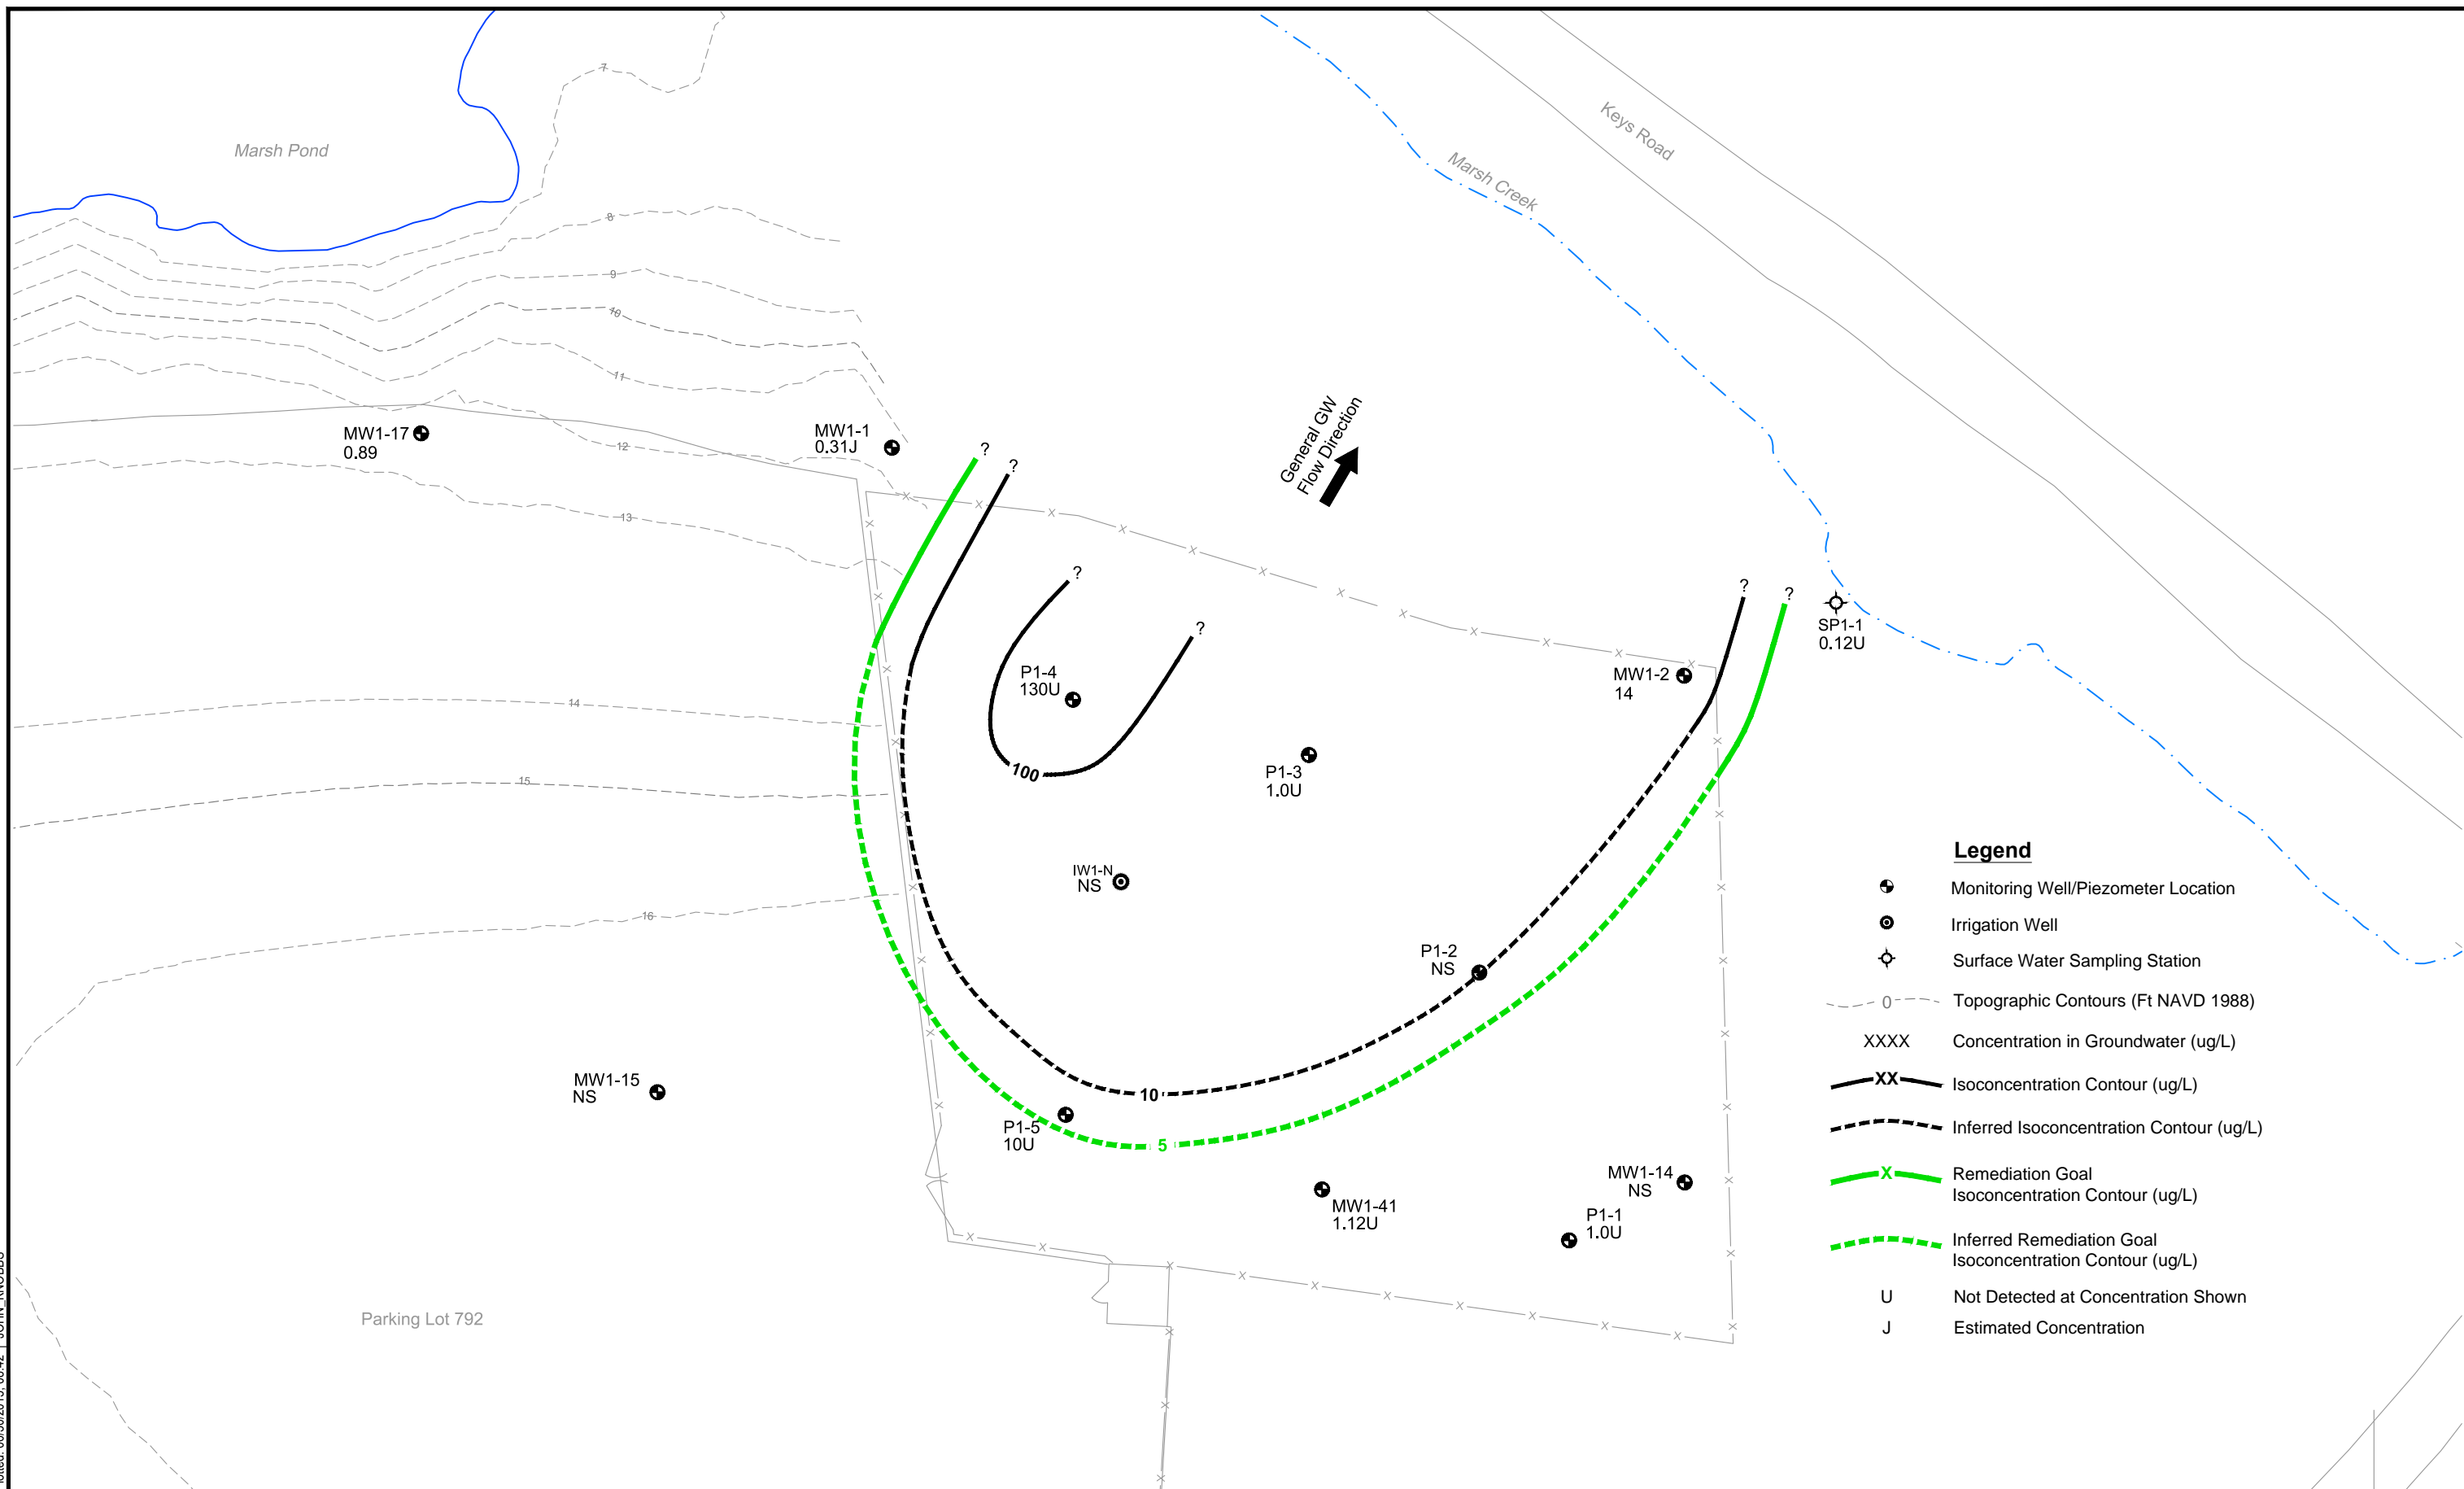 Marsh Pond
Keys Road
Marsh Creek
7
8
9
10
11
12
13
14
15
16
General GW
Flow Direction
MW1-17
0.89
MW1-1
0.31J
?
?
?
?
?
?
P1-4
130U
100
P1-3
1.0U
MW1-2
14
SP1-1
0.12U
IW1-N
NS
P1-2
NS
10
5
MW1-15
NS
P1-5
10U
MW1-41
1.12U
MW1-14
NS
P1-1
1.0U
Parking Lot 792
Legend
Monitoring Well/Piezometer Location
Irrigation Well
Surface Water Sampling Station
0 Topographic Contours (Ft NAVD 1988)
XXXX Concentration in Groundwater (ug/L)
XX Isoconcentration Contour (ug/L)
Inferred Isoconcentration Contour (ug/L)
X Remediation Goal
Isoconcentration Contour (ug/L)
Inferred Remediation Goal
Isoconcentration Contour (ug/L)
U Not Detected at Concentration Shown
J Estimated Concentration